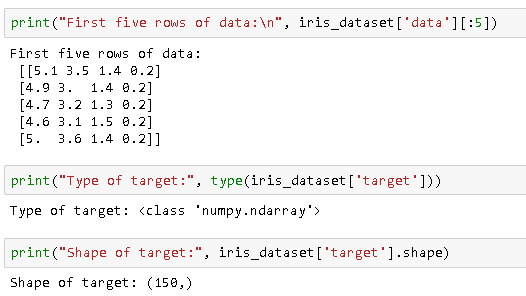 print("First five rows of data:\n", iris_dataset['data'][:5])
First five rows of data:
 [[5.1 3.5 1.4 0.2]
 [4.9 3.  1.4 0.2]
 [4.7 3.2 1.3 0.2]
 [4.6 3.1 1.5 0.2]
 [5.  3.6 1.4 0.2]]
print("Type of target:", type(iris_dataset['target']))
Type of target: <class 'numpy.ndarray'>
print("Shape of target:", iris_dataset['target'].shape)
Shape of target: (150,)